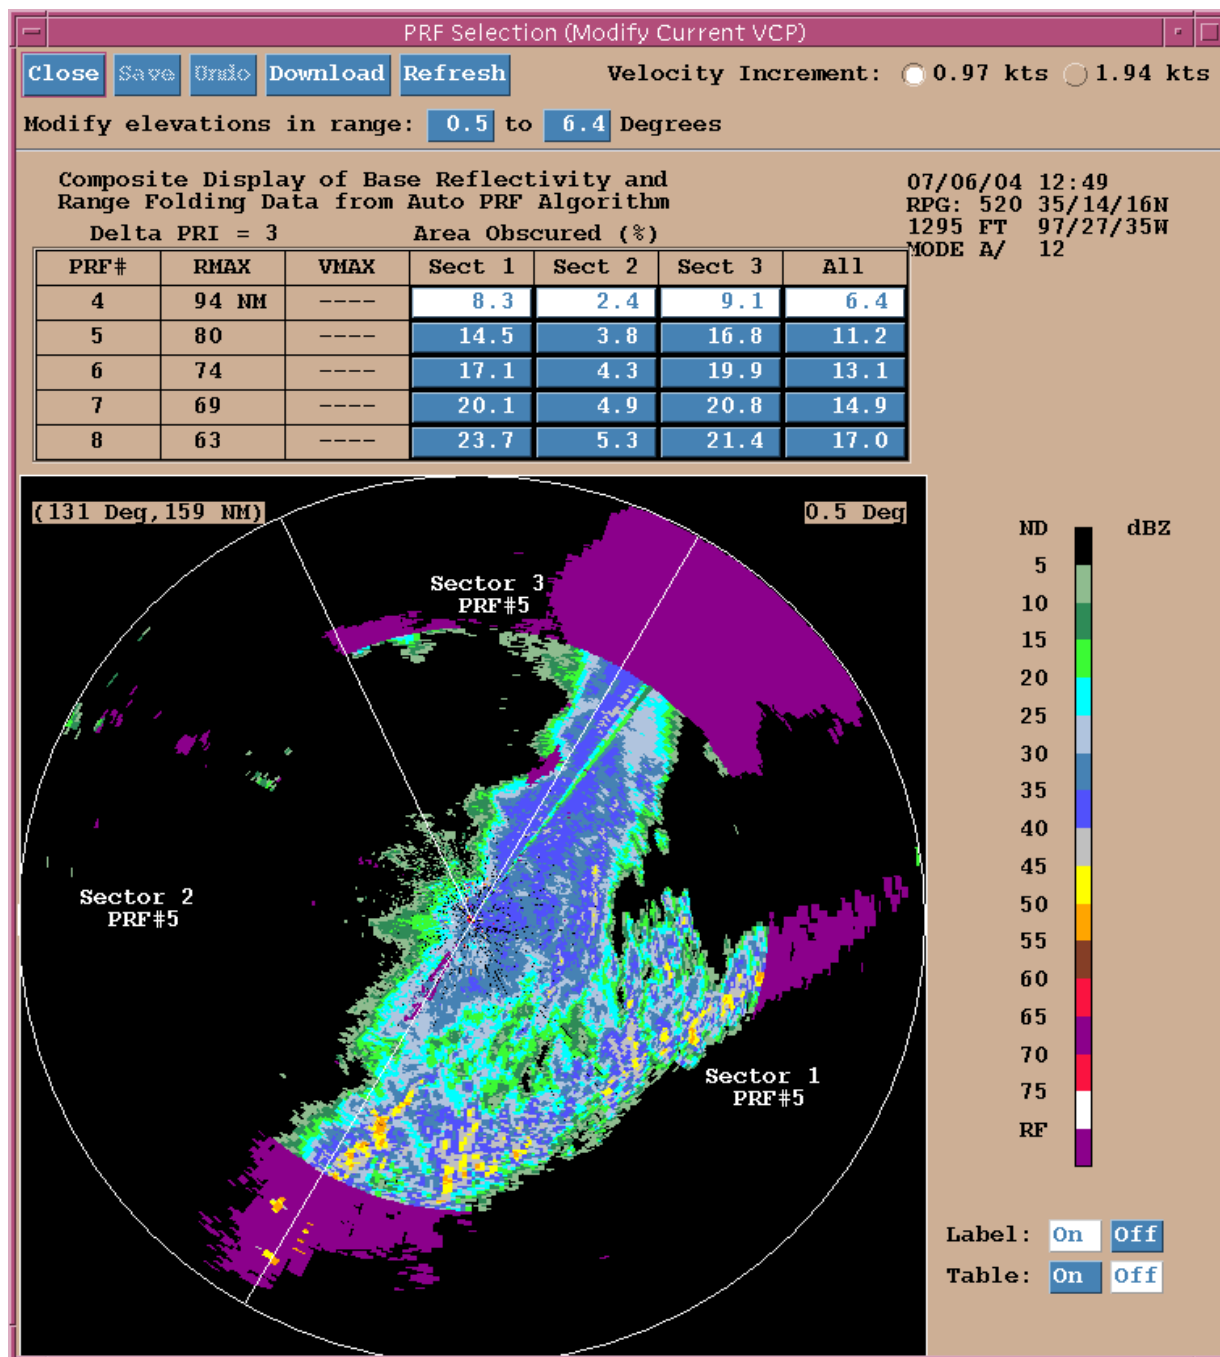 PRF Selection (Modify Current VCP)
Close Save Undo Download Refresh Velocity Increment: 0.97 kts 1.94 kts
Modify elevations in range: 0.5 to 6.4 Degrees
Composite Display of Base Reflectivity and
Range Folding Data from Auto PRF Algorithm
07/06/04 12:49
RPG: 520 35/14/16N
1295 FT 97/27/35W
MODE A/ 12
Delta PRI = 3 Area Obscured (%)
PRF# RMAX VMAX Sect 1 Sect 2 Sect 3 All
4 94 NM ---- 8.3 2.4 9.1 6.4
5 80 ---- 14.5 3.8 16.8 11.2
6 74 ---- 17.1 4.3 19.9 13.1
7 69 ---- 20.1 4.9 20.8 14.9
8 63 ---- 23.7 5.3 21.4 17.0
(131 Deg,159 NM) 0.5 Deg
Sector 3
PRF#5
Sector 2
PRF#5
Sector 1
PRF#5
ND dBZ
5
10
15
20
25
30
35
40
45
50
55
60
65
70
75
RF
Label: On Off
Table: On Off